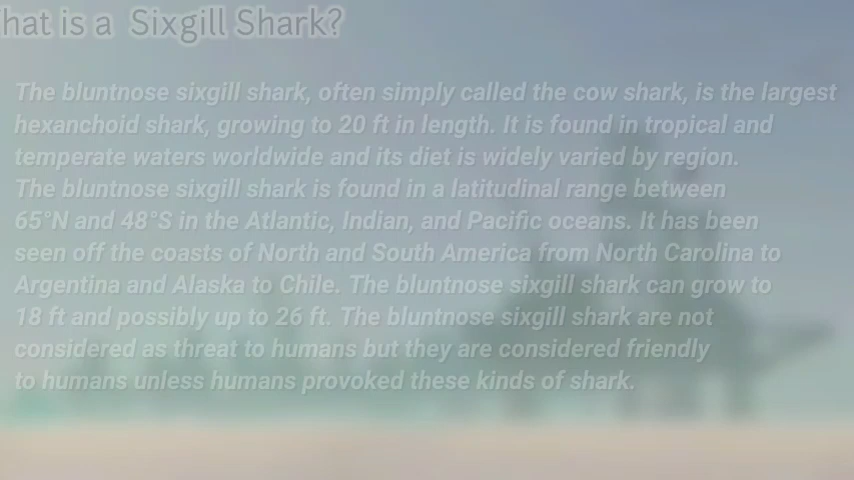 hat is a Sixgill Shark?
The bluntnose sixgill shark, often simply called the cow shark, is the largest
hexanchoid shark, growing to 20 ft in length. It is found in tropical and
temperate waters worldwide and its diet is widely varied by region.
The bluntnose sixgill shark is found in a latitudinal range between
65°N and 48°S in the Atlantic, Indian, and Pacific oceans. It has been
seen off the coasts of North and South America from North Carolina to
Argentina and Alaska to Chile. The bluntnose sixgill shark can grow to
18 ft and possibly up to 26 ft. The bluntnose sixgill shark are not
considered as threat to humans but they are considered friendly
to humans unless humans provoked these kinds of shark.